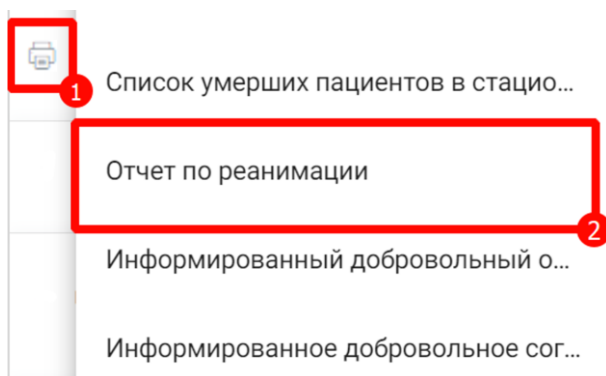 1
Список умерших пациентов в стацио...
Отчет по реанимации
2
Информированный добровольный о...
Информированное добровольное сог...